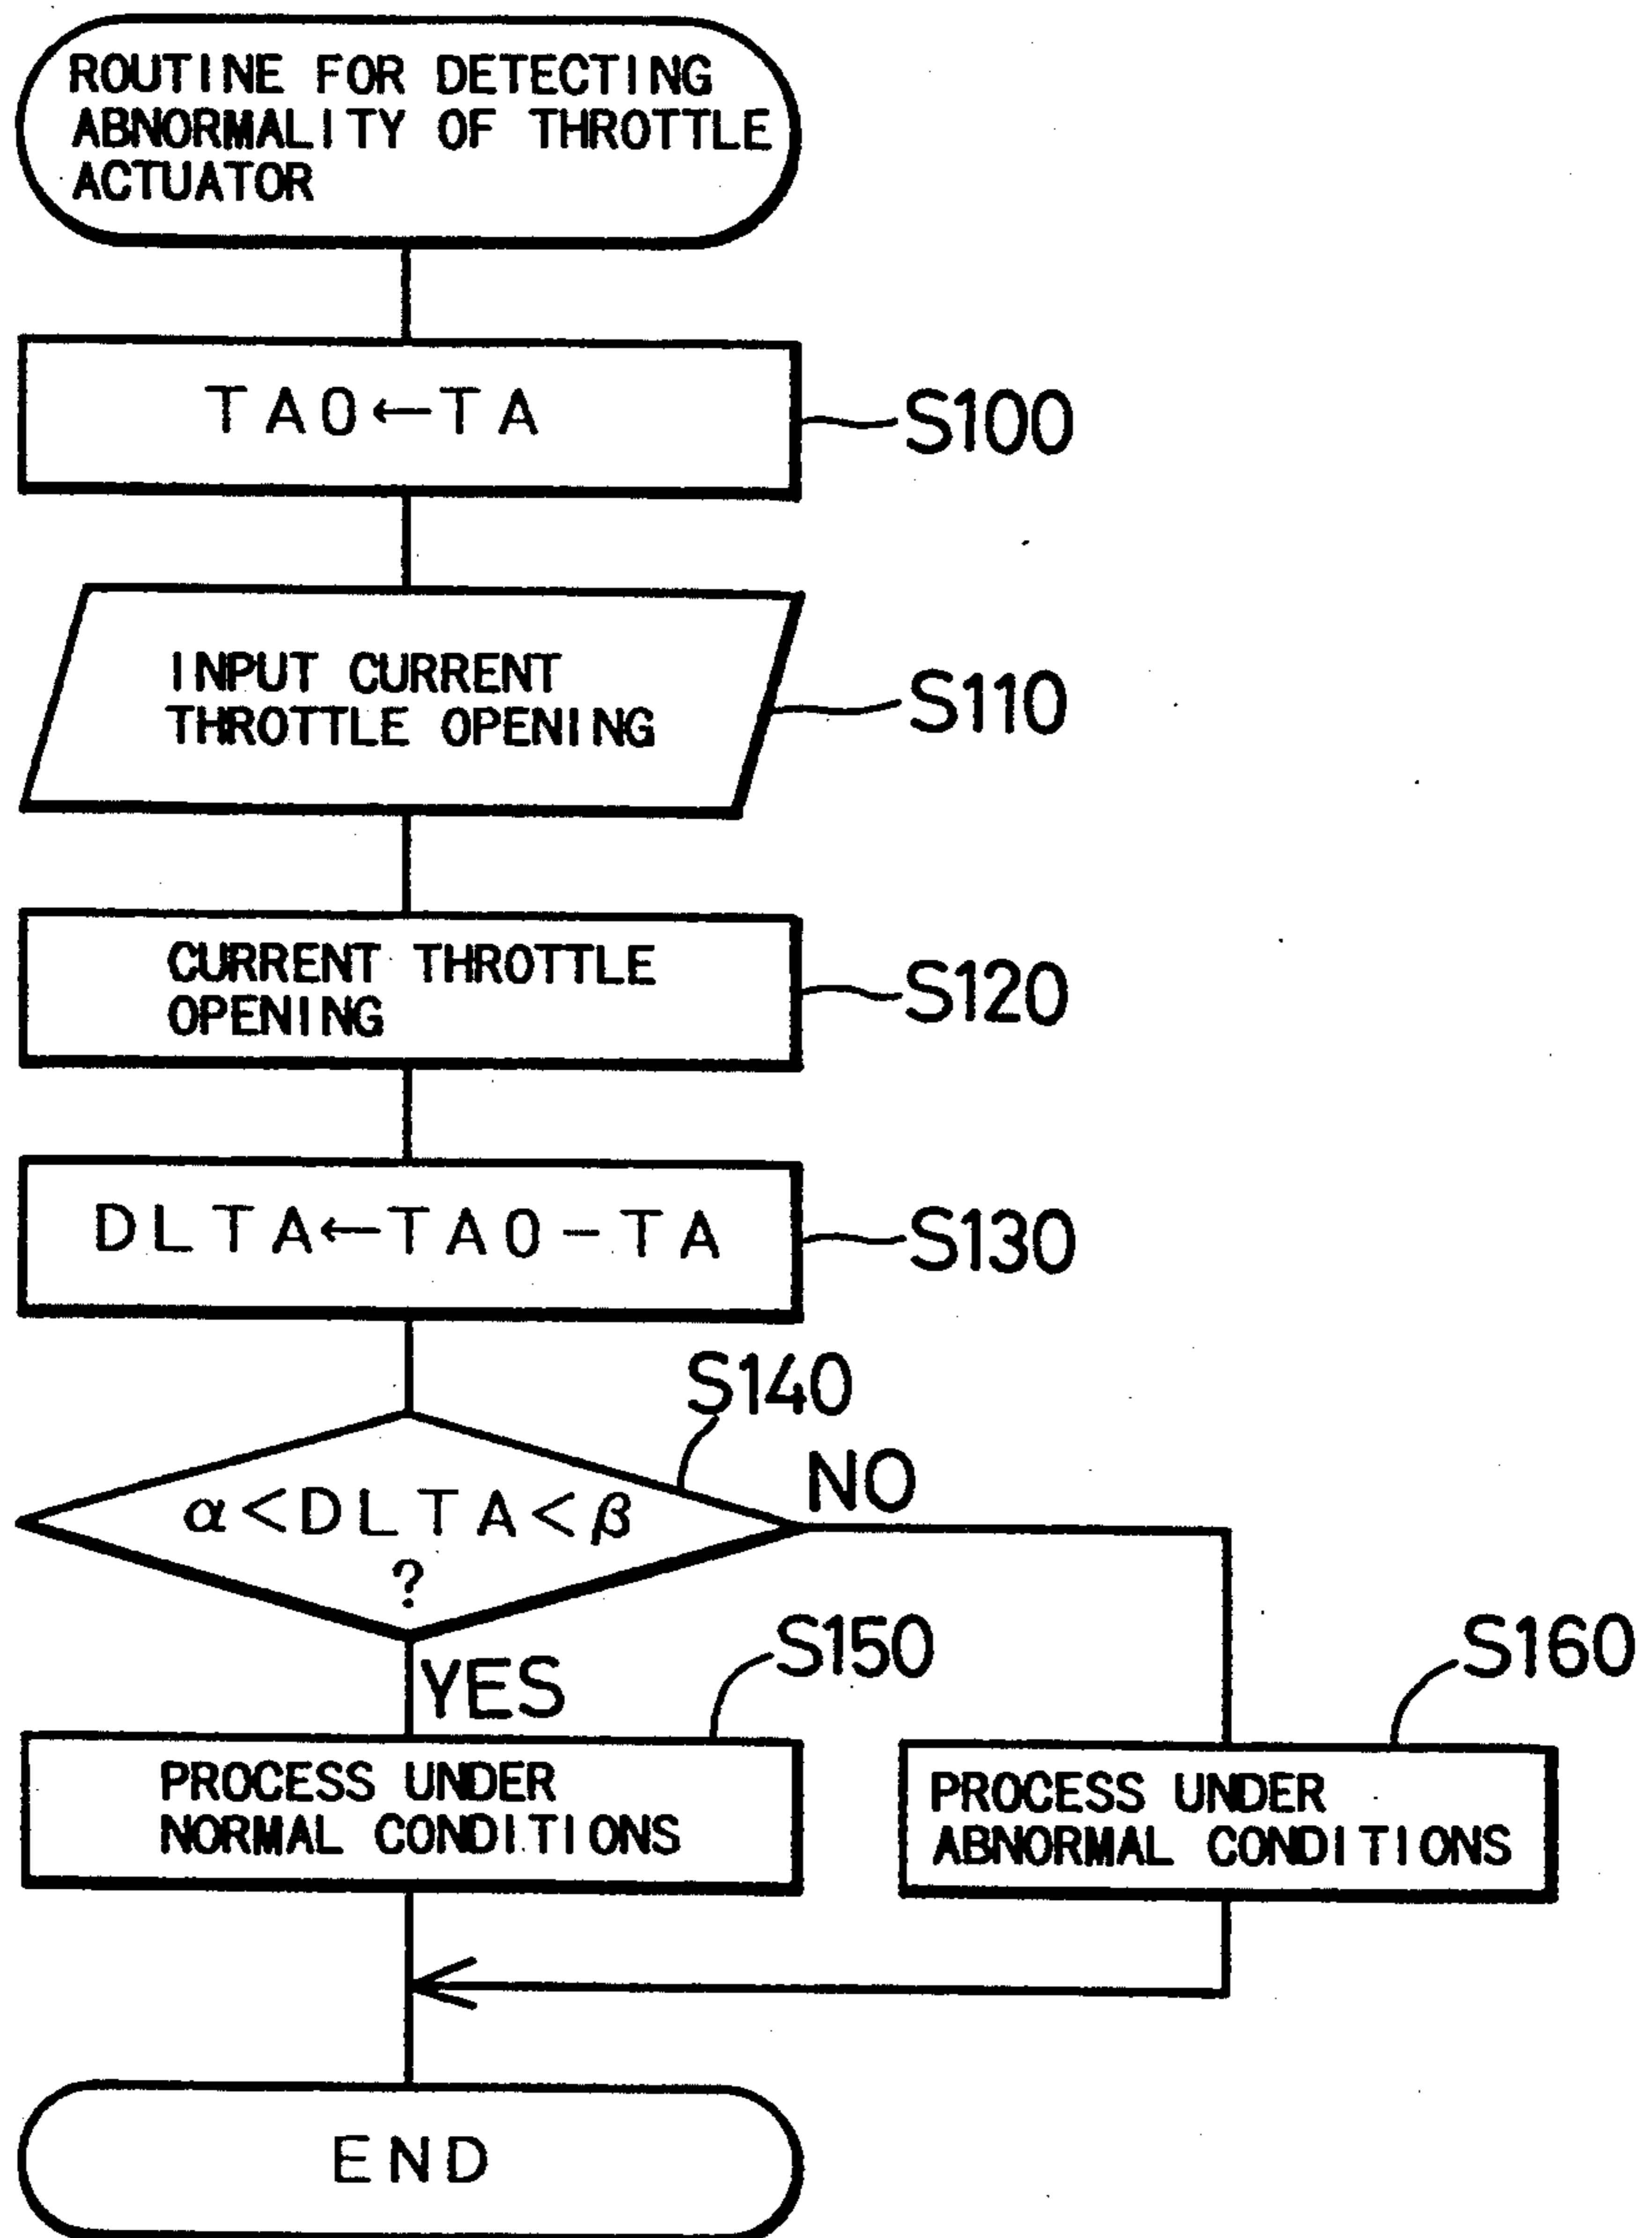 ROUTINE FOR DETECTING
ABNORMALITY OF THROTTLE
ACTUATOR
TA0←TA
S100
INPUT CURRENT
THROTTLE OPENING
S110
CURRENT THROTTLE
OPENING
S120
DLTA←TA0-TA
S130
S140
α<DLTA<β
?
NO
YES
S150
PROCESS UNDER
NORMAL CONDITIONS
S160
PROCESS UNDER
ABNORMAL CONDITIONS
END